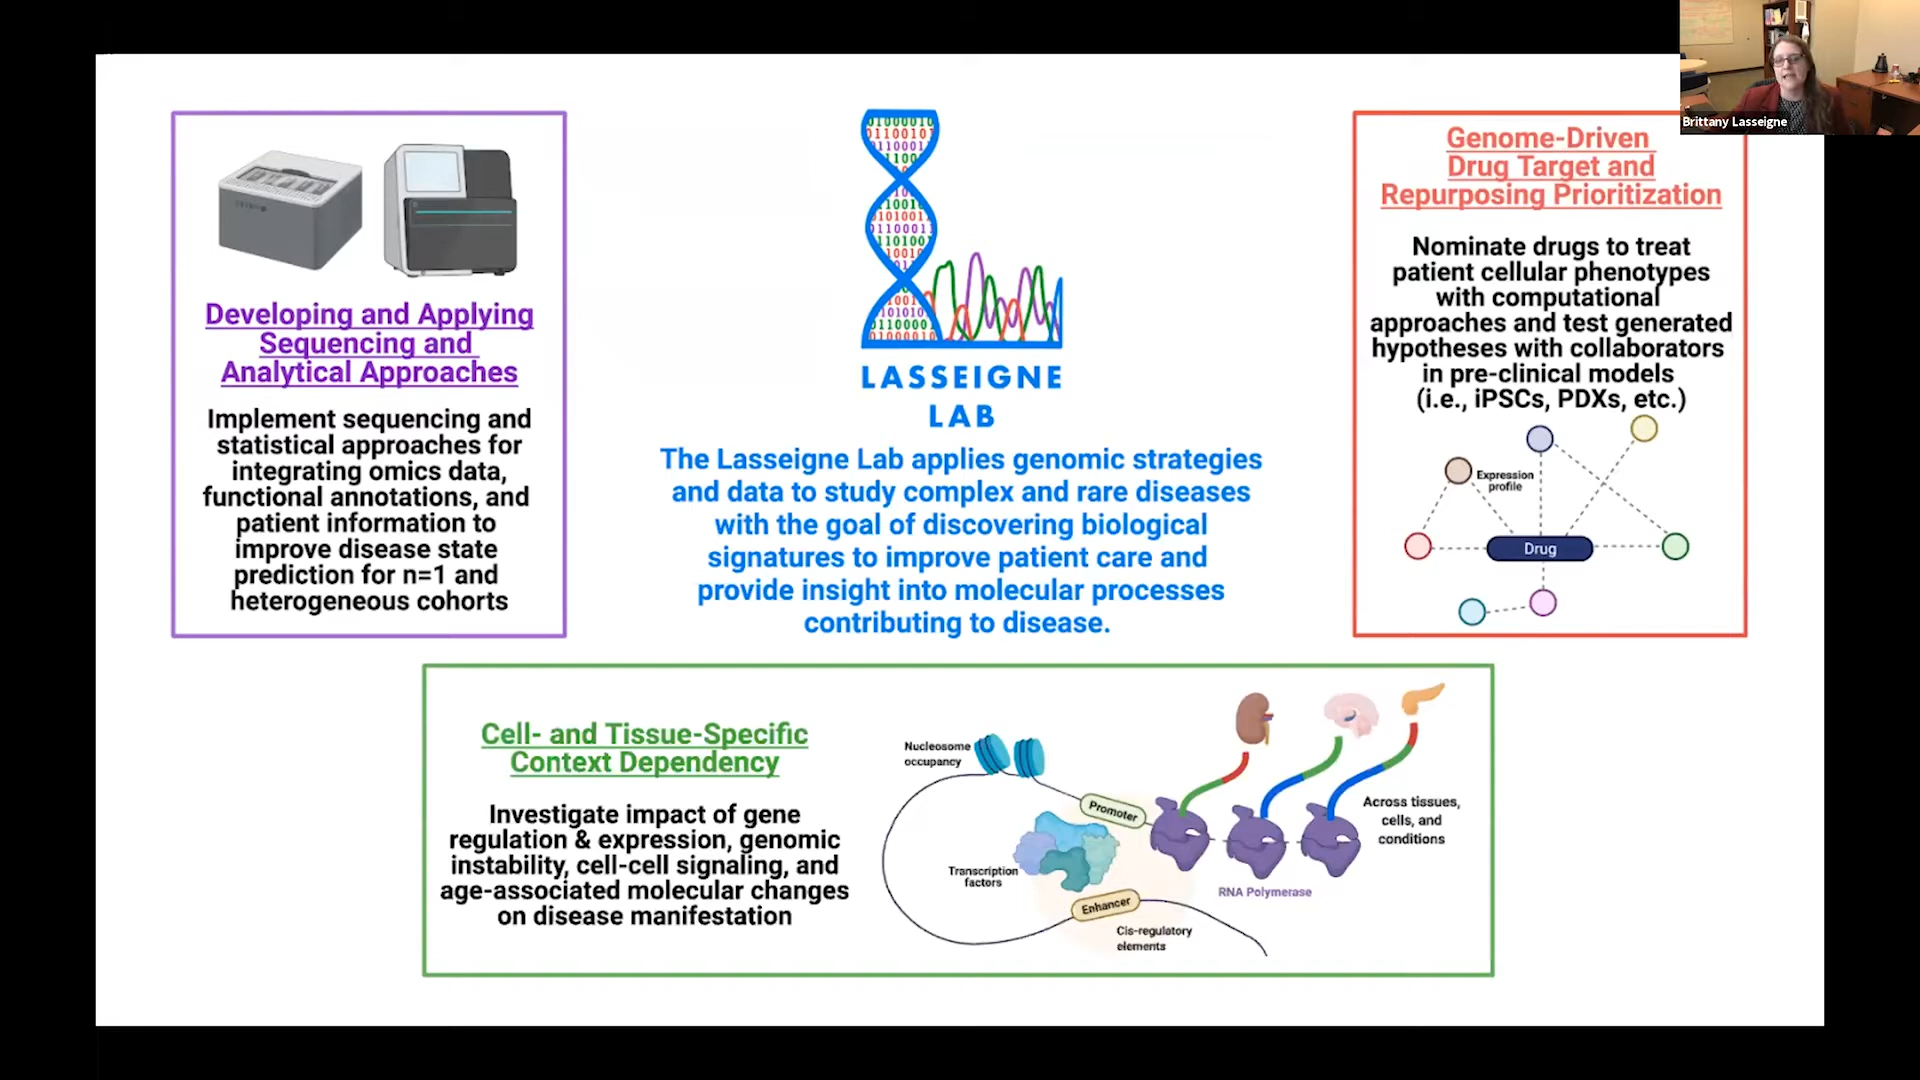 Brittany Lasseigne
Developing and Applying
Sequencing and
Analytical Approaches
Implement sequencing and
statistical approaches for
integrating omics data,
functional annotations, and
patient information to
improve disease state
prediction for n=1 and
heterogeneous cohorts
LASSEIGNE
LAB
The Lasseigne Lab applies genomic strategies
and data to study complex and rare diseases
with the goal of discovering biological
signatures to improve patient care and
provide insight into molecular processes
contributing to disease.
Genome-Driven
Drug Target and
Repurposing Prioritization
Nominate drugs to treat
patient cellular phenotypes
with computational
approaches and test generated
hypotheses with collaborators
in pre-clinical models
(i.e., iPSCs, PDXs, etc.)
Expression
profile
Drug
Cell- and Tissue-Specific
Context Dependency
Investigate impact of gene
regulation & expression, genomic
instability, cell-cell signaling, and
age-associated molecular changes
on disease manifestation
Nucleosome
occupancy
Promoter
Transcription
factors
Enhancer
Cis-regulatory
elements
RNA Polymerase
Across tissues,
cells, and
conditions